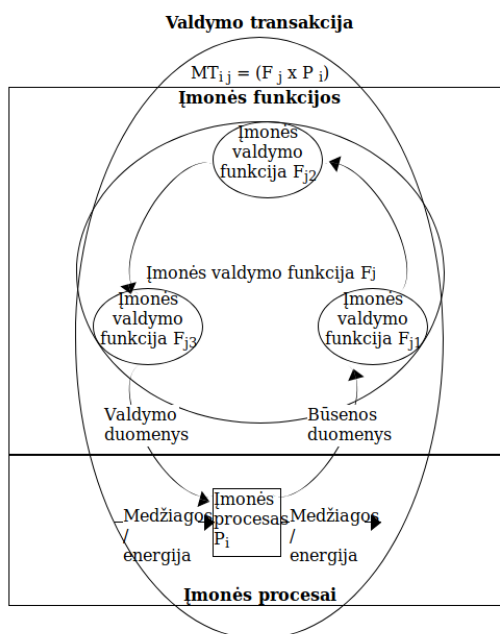 Valdymo transakcija
MT i j = (F j x P i)
Įmonės funkcijos
Įmonės
valdymo
funkcija Fj2
Įmonės valdymo funkcija Fj
Įmonės
valdymo
funkcija Fj3
Įmonės
valdymo
funkcija Fj1
Valdymo
duomenys
Būsenos
duomenys
Įmonės
procesas
Pi
Medžiagos
/
energija
Medžiagos
/
energija
Įmonės procesai